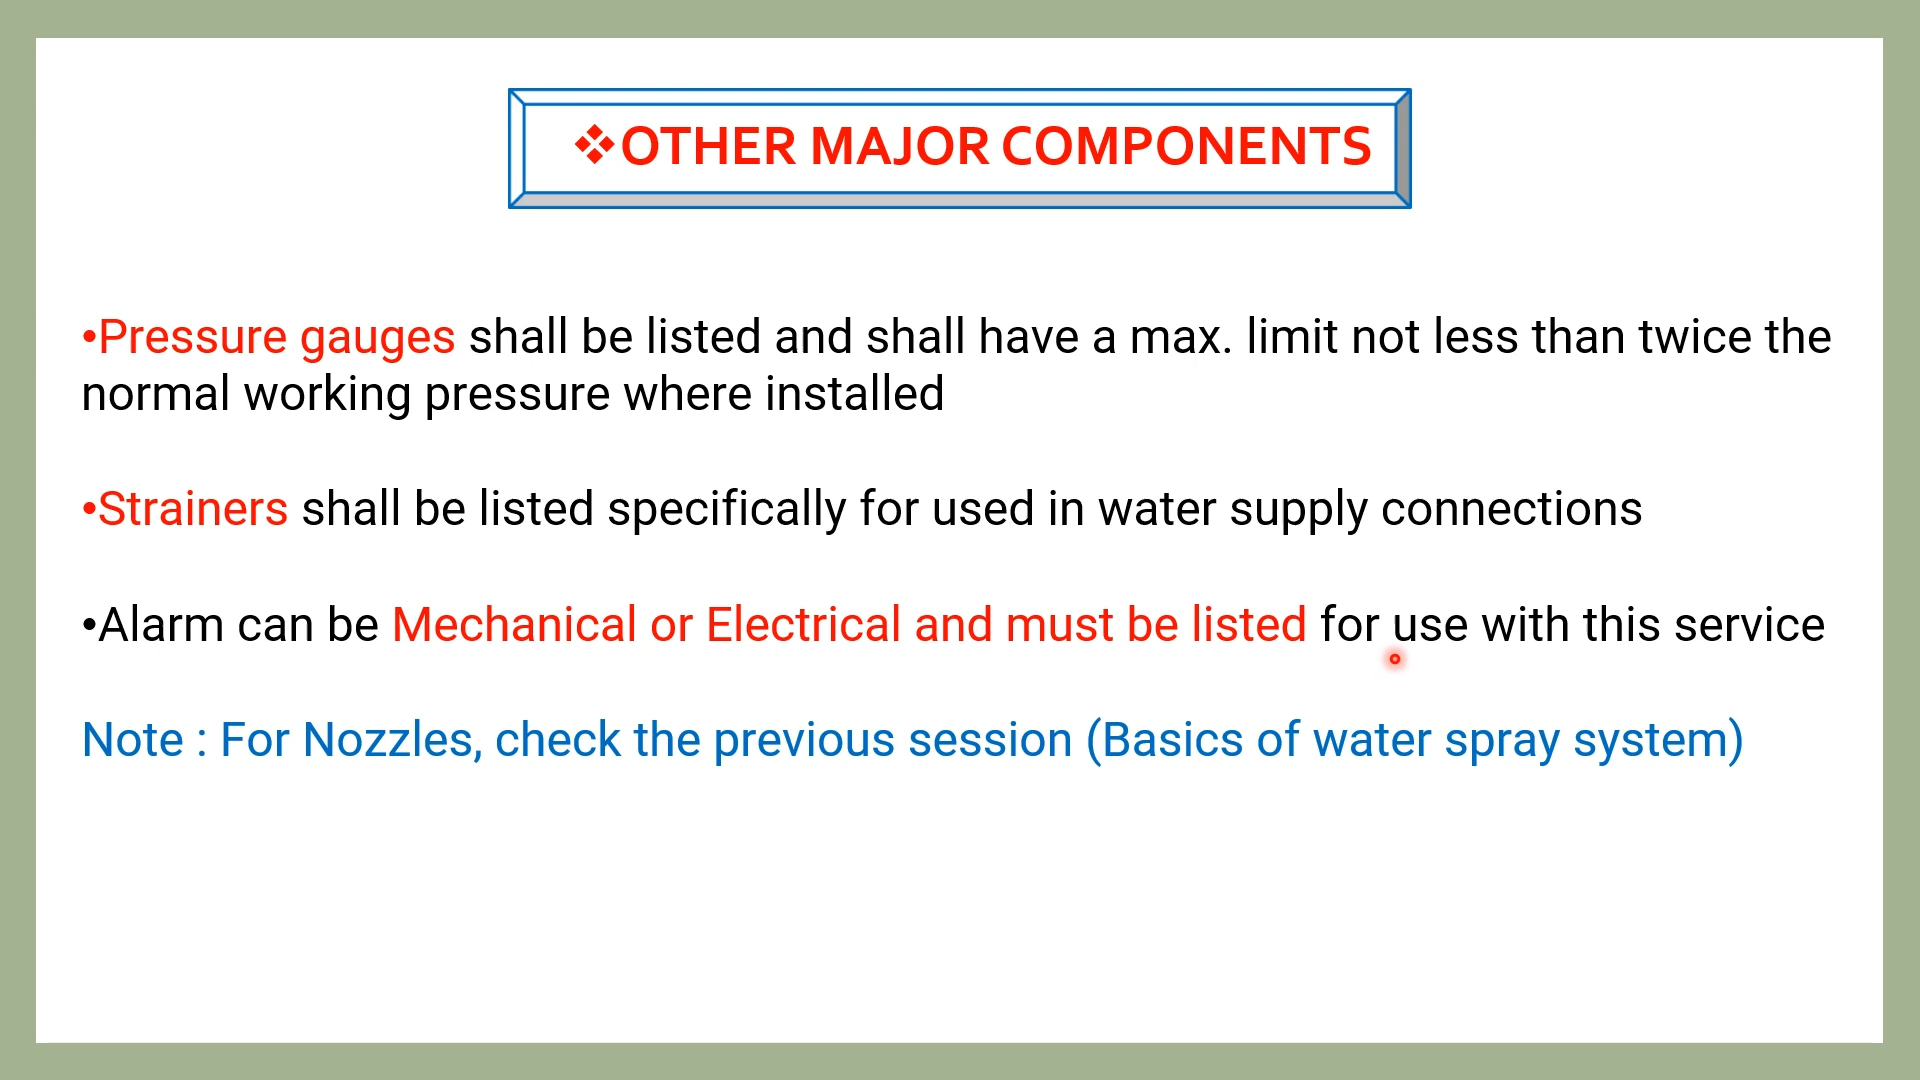 ❖OTHER MAJOR COMPONENTS
•Pressure gauges shall be listed and shall have a max. limit not less than twice the
normal working pressure where installed
•Strainers shall be listed specifically for used in water supply connections
•Alarm can be Mechanical or Electrical and must be listed for use with this service
Note : For Nozzles, check the previous session (Basics of water spray system)